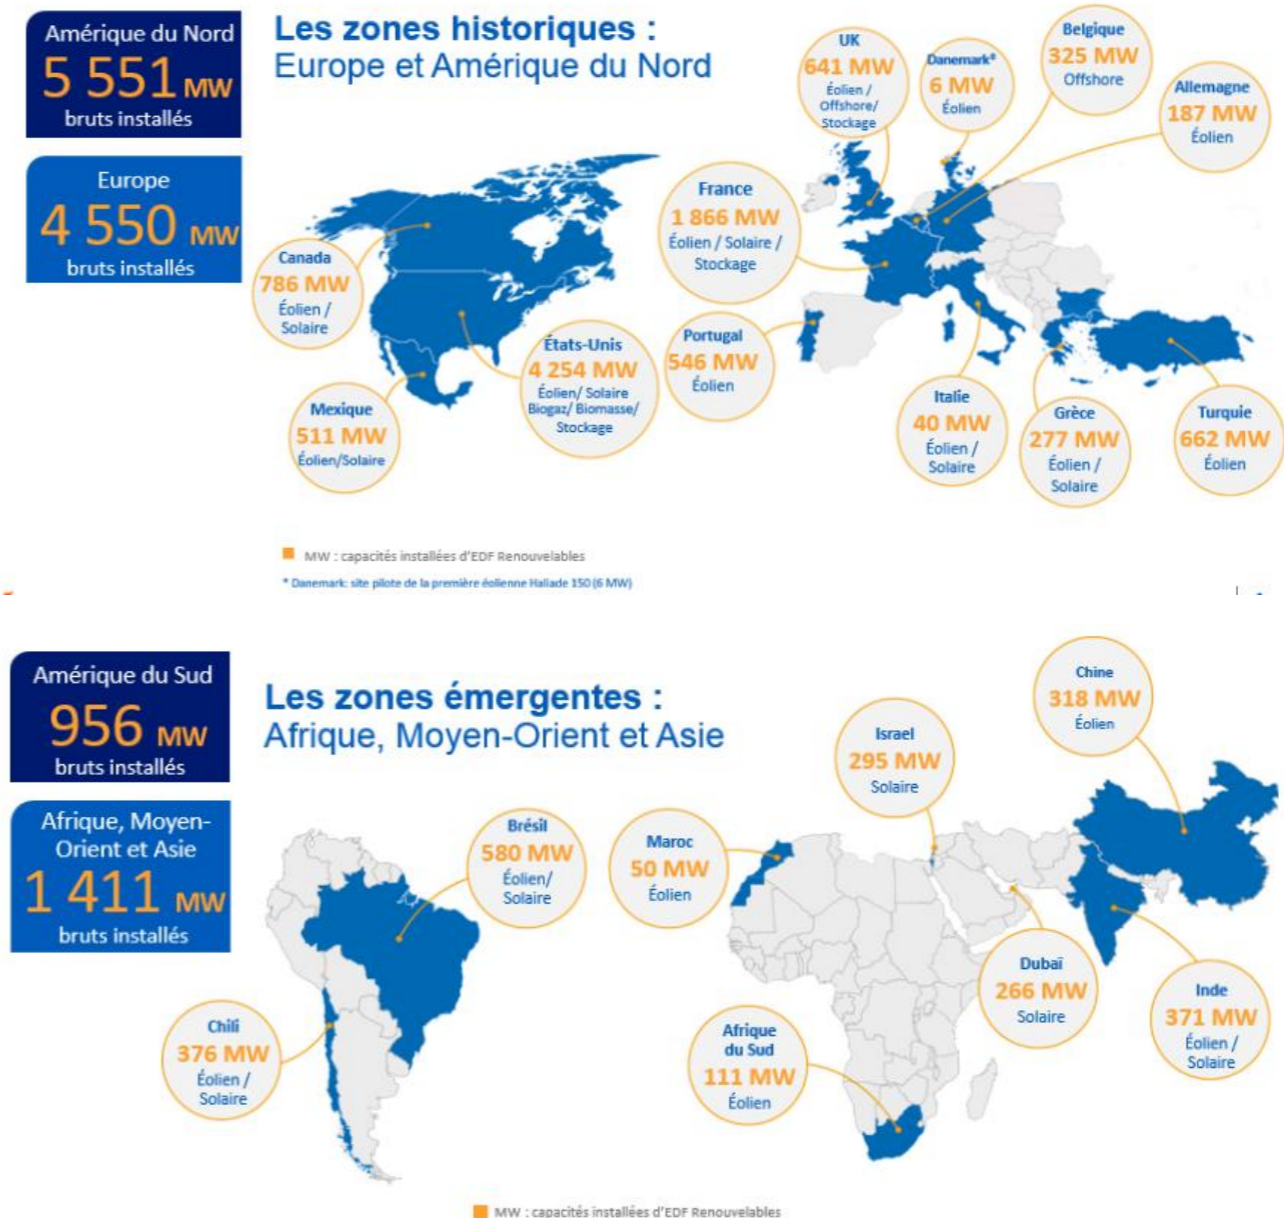 Amérique du Nord
5 551 MW
bruts installés
Europe
4 550 MW
bruts installés
Les zones historiques :
Europe et Amérique du Nord
Canada
786 MW
Éolien /
Solaire
Mexique
511 MW
Éolien/Solaire
États-Unis
4 254 MW
Éolien/ Solaire
Biogaz/ Biomasse/
Stockage
UK
641 MW
Éolien /
Offshore/
Stockage
Danemark*
6 MW
Éolien
Belgique
325 MW
Offshore
Allemagne
187 MW
Éolien
France
1 866 MW
Éolien / Solaire /
Stockage
Portugal
546 MW
Éolien
Italie
40 MW
Éolien /
Solaire
Grèce
277 MW
Éolien /
Solaire
Turquie
662 MW
Éolien
MW : capacités installées d'EDF Renouvelables
* Danemark: site pilote de la première éolienne Haliade 150 (6 MW)
Amérique du Sud
956 MW
bruts installés
Afrique, Moyen-
Orient et Asie
1 411 MW
bruts installés
Les zones émergentes :
Afrique, Moyen-Orient et Asie
Brésil
580 MW
Éolien/
Solaire
Chili
376 MW
Éolien /
Solaire
Maroc
50 MW
Éolien
Israel
295 MW
Solaire
Chine
318 MW
Éolien
Afrique
du Sud
111 MW
Éolien
Dubaï
266 MW
Solaire
Inde
371 MW
Éolien /
Solaire
MW : capacités installées d'EDF Renouvelables